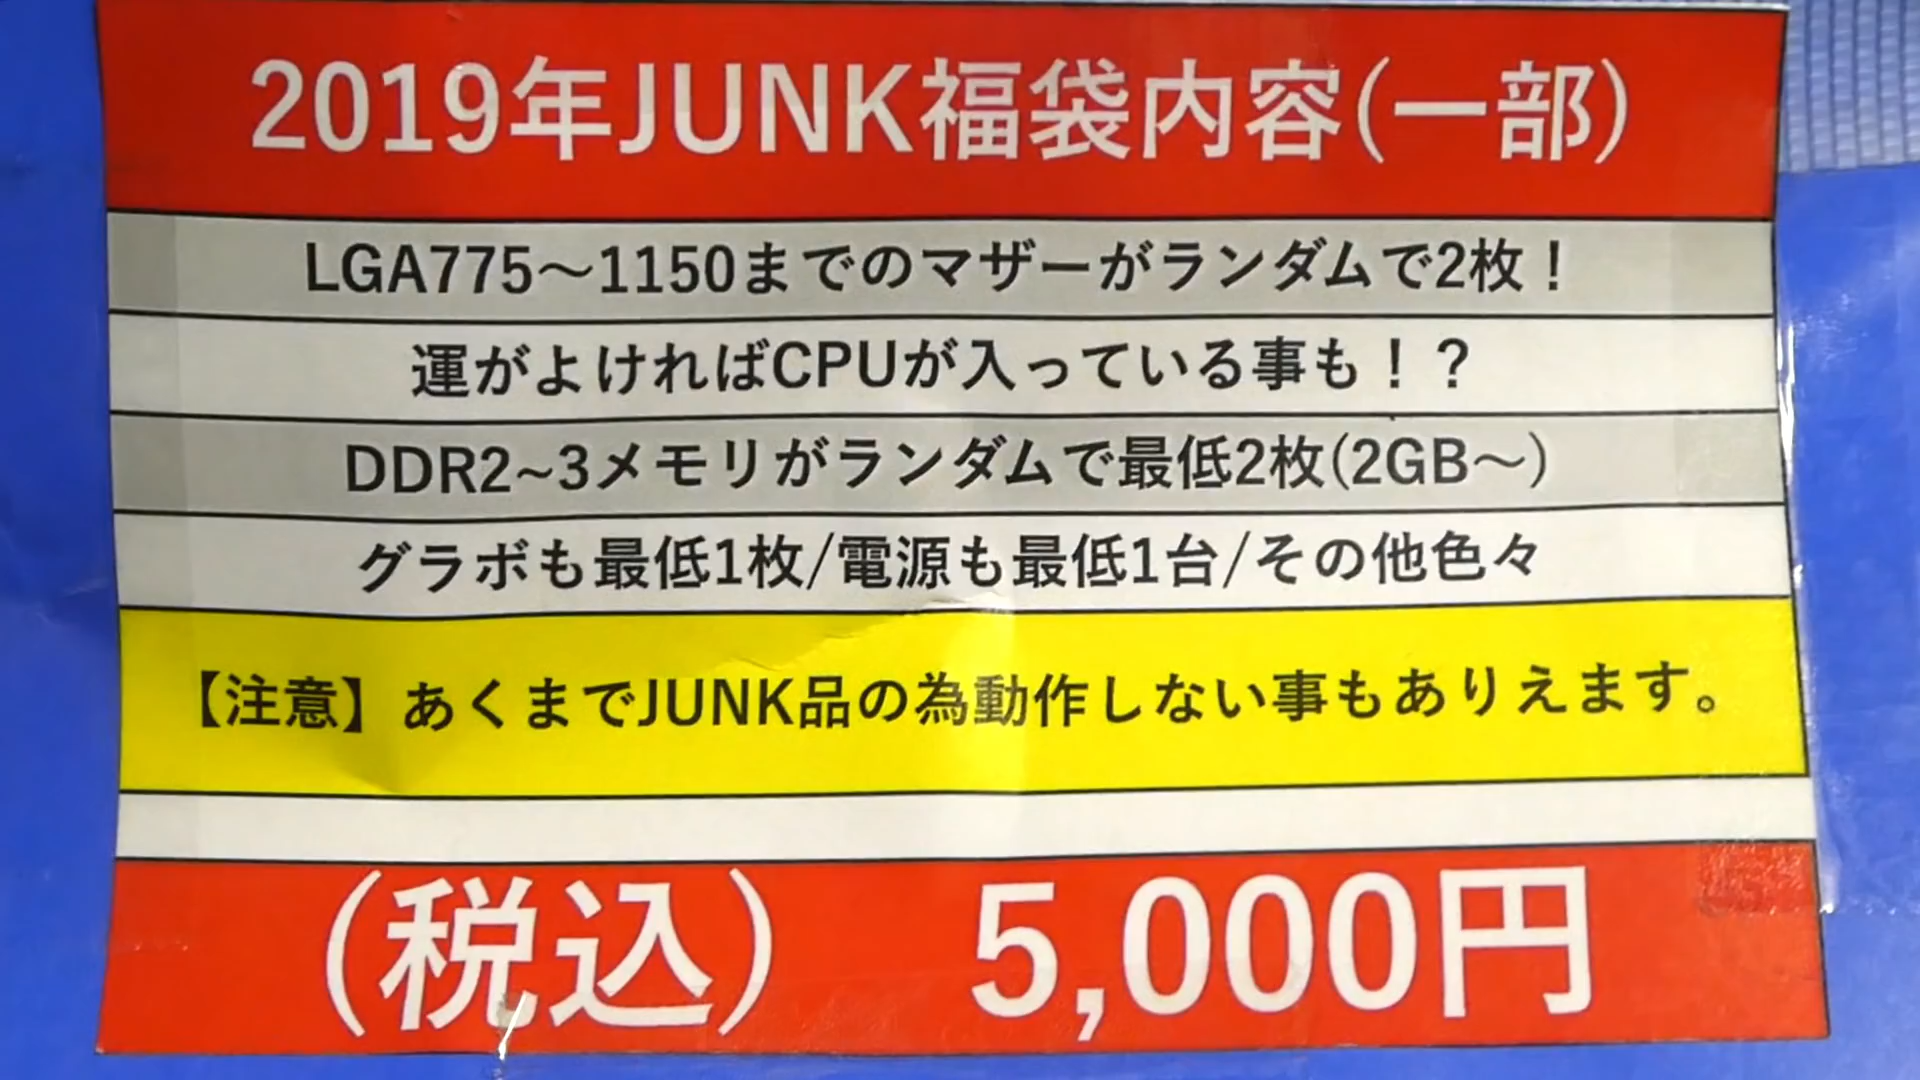 2019年JUNK福袋内容(一部)
LGA775～1150までのマザーがランダムで2枚！
運がよければCPUが入っている事も！？
DDR2~3メモリがランダムで最低2枚(2GB～)
グラボも最低1枚/電源も最低1台/その他色々
【注意】あくまでJUNK品の為動作しない事もありえます。
(税込)　5,000円